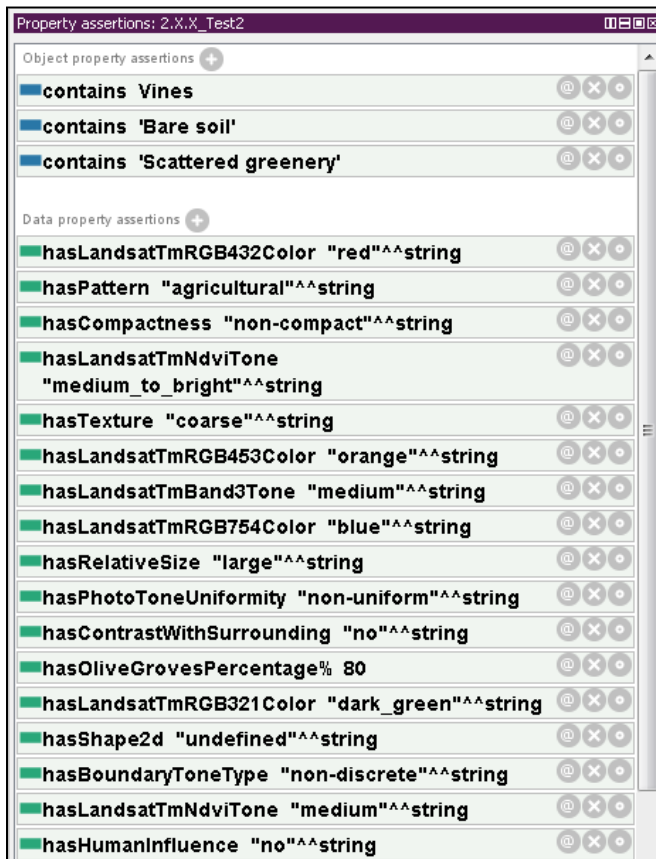 Property assertions: 2.X.X_Test2
Object property assertions
contains Vines
contains 'Bare soil'
contains 'Scattered greenery'
Data property assertions
hasLandsatTmRGB432Color "red"^^string
hasPattern "agricultural"^^string
hasCompactness "non-compact"^^string
hasLandsatTmNdviTone
"medium_to_bright"^^string
hasTexture "coarse"^^string
hasLandsatTmRGB453Color "orange"^^string
hasLandsatTmBand3Tone "medium"^^string
hasLandsatTmRGB754Color "blue"^^string
hasRelativeSize "large"^^string
hasPhotoToneUniformity "non-uniform"^^string
hasContrastWithSurrounding "no"^^string
hasOliveGrovesPercentage% 80
hasLandsatTmRGB321Color "dark_green"^^string
hasShape2d "undefined"^^string
hasBoundaryToneType "non-discrete"^^string
hasLandsatTmNdviTone "medium"^^string
hasHumanInfluence "no"^^string